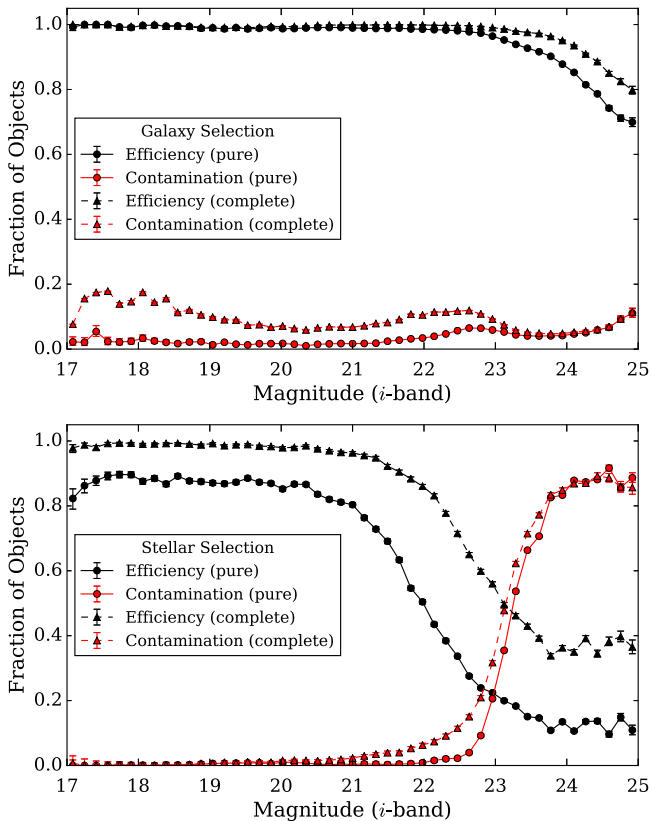 1.0
0.8
0.6
0.4
0.2
0.0
Fraction of Objects
Galaxy Selection
Efficiency (pure)
Contamination (pure)
Efficiency (complete)
Contamination (complete)
17 18 19 20 21 22 23 24 25
Magnitude (i-band)
1.0
0.8
0.6
0.4
0.2
0.0
Fraction of Objects
Stellar Selection
Efficiency (pure)
Contamination (pure)
Efficiency (complete)
Contamination (complete)
17 18 19 20 21 22 23 24 25
Magnitude (i-band)